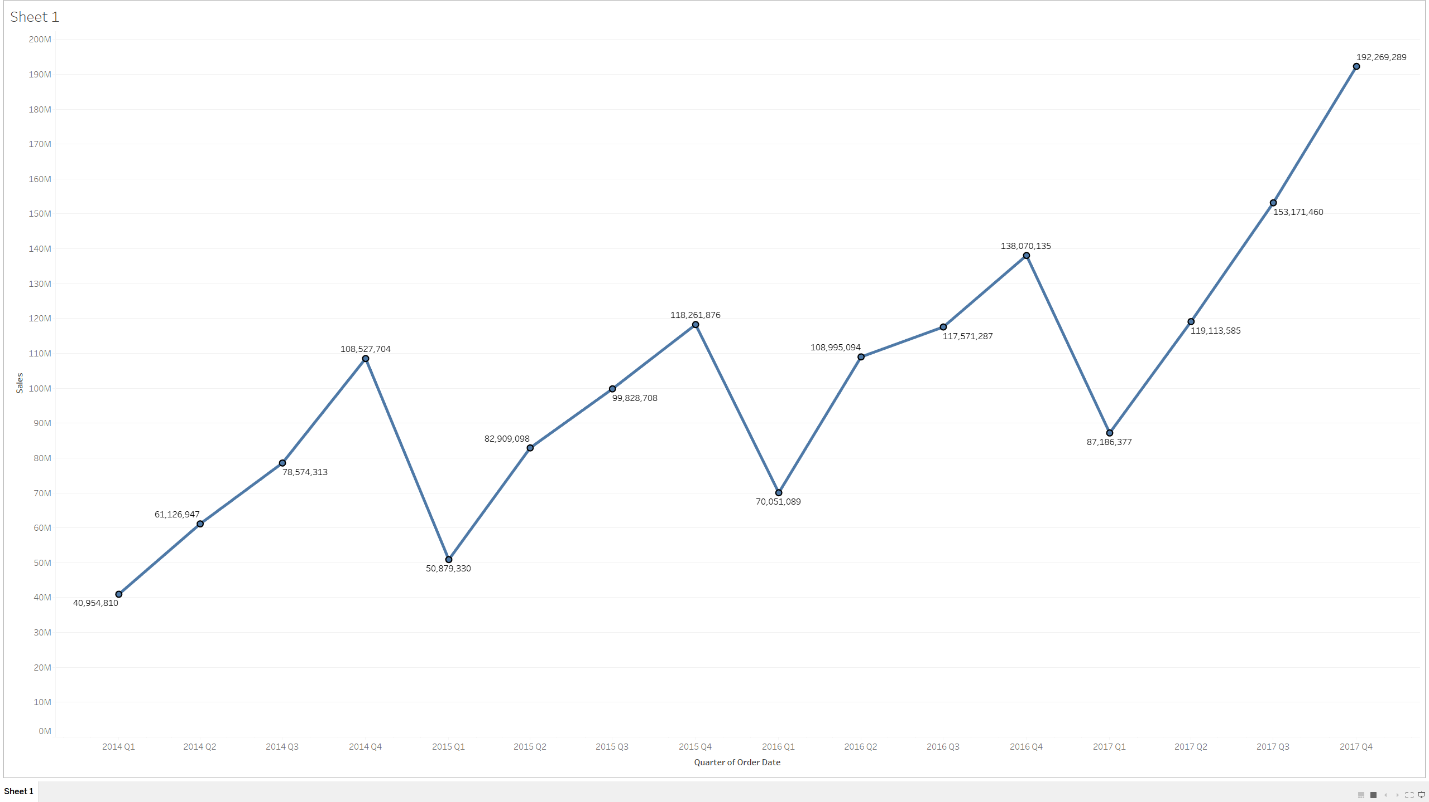 Sheet 1
200M
190M
180M
170M
160M
150M
140M
130M
120M
110M
100M
90M
80M
70M
60M
50M
40M
30M
20M
10M
0M
Sales
40,954,810
61,126,947
78,574,313
108,527,704
50,879,330
82,909,098
99,828,708
118,261,876
70,051,089
108,995,094
117,571,287
138,070,135
87,186,377
119,113,585
153,171,460
192,269,289
2014 Q1 2014 Q2 2014 Q3 2014 Q4 2015 Q1 2015 Q2 2015 Q3 2015 Q4 2016 Q1 2016 Q2 2016 Q3 2016 Q4 2017 Q1 2017 Q2 2017 Q3 2017 Q4
Quarter of Order Date
Sheet 1